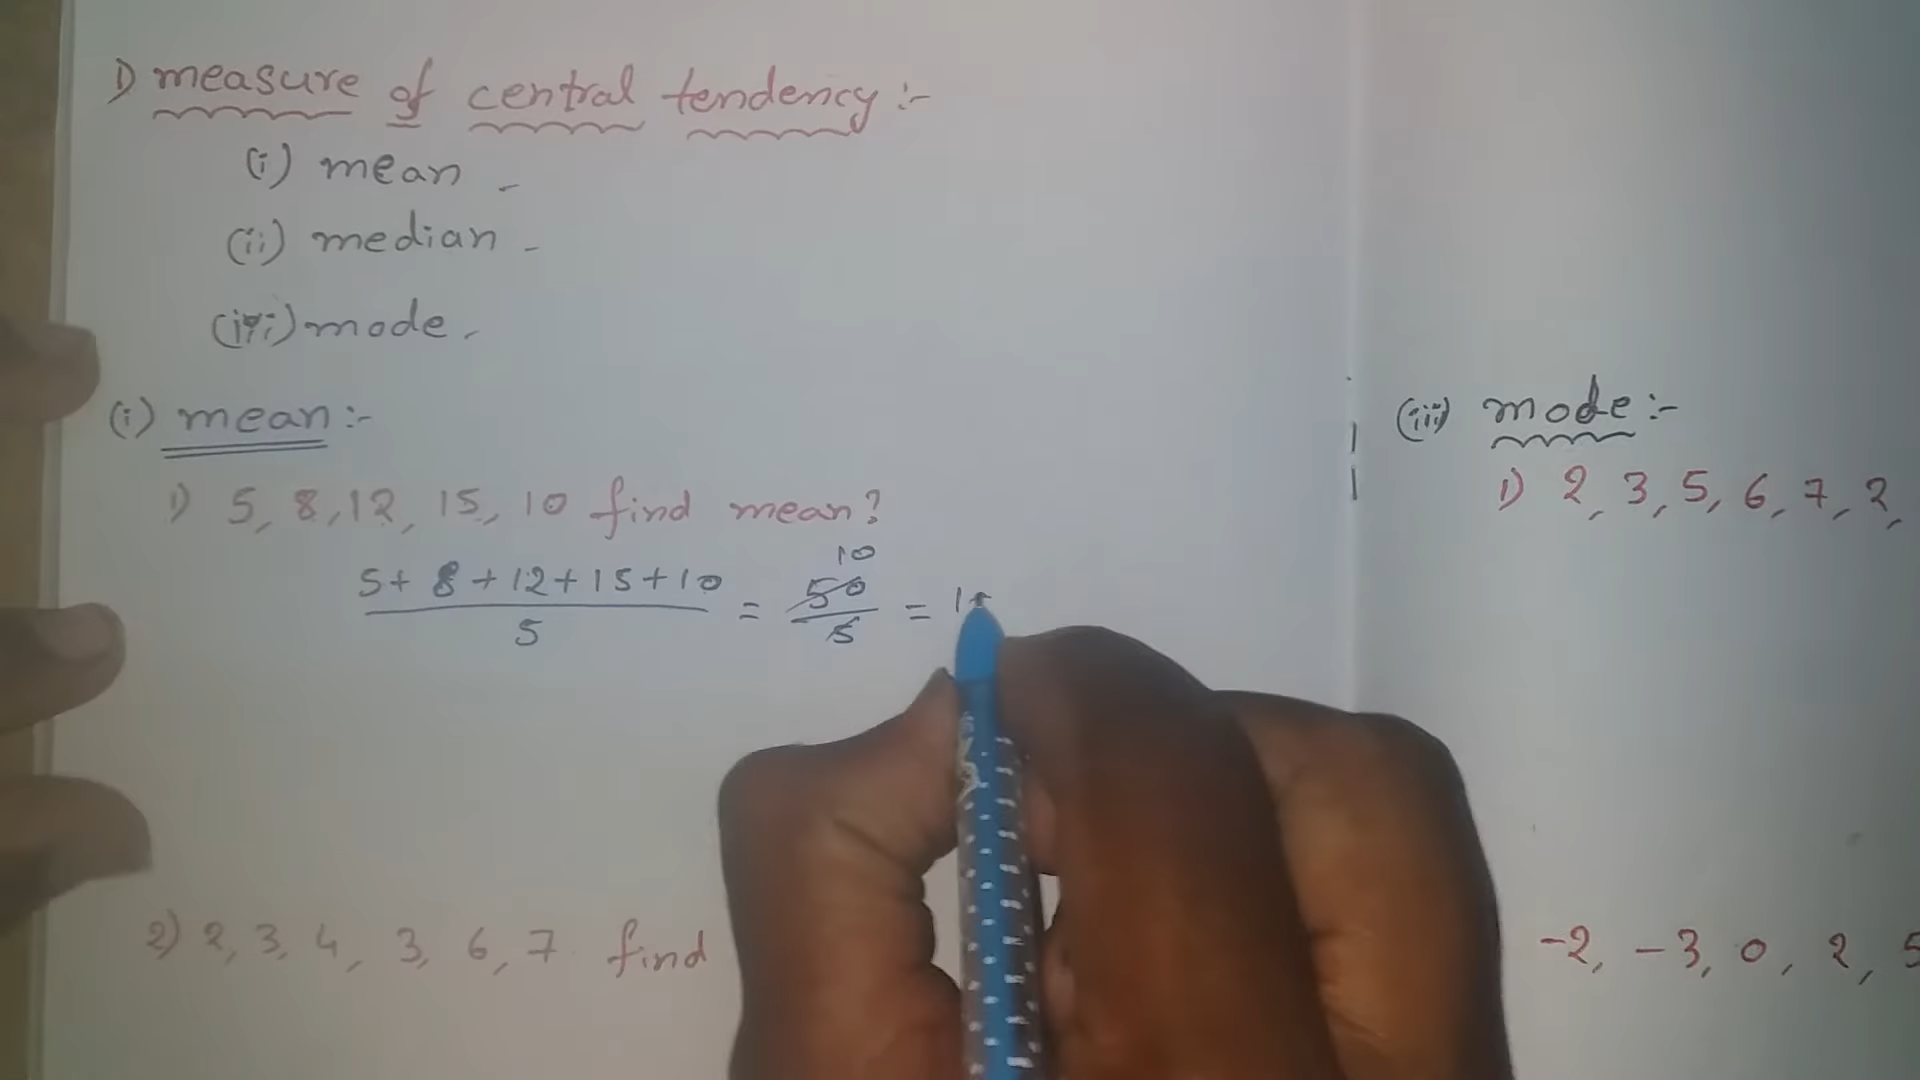 1) measure of central tendency :-
(i) mean -
(ii) median -
(iii) mode.
(i) mean :-
1) 5, 8, 12, 15, 10 find mean?
5 + 8 + 12 + 15 + 10 / 5 = 50 / 5 =
10
2) 2, 3, 4, 3, 6, 7 find
(iii) mode :-
1) 2, 3, 5, 6, 7, 2,
-2, -3, 0, 2, 5